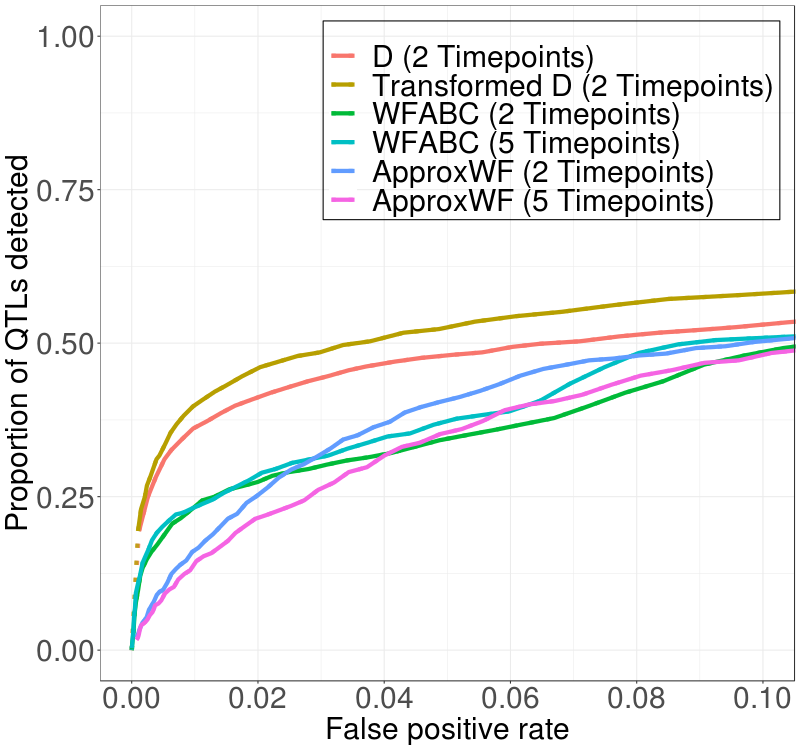 1.00
0.75
0.50
0.25
0.00
Proportion of QTLs detected
D (2 Timepoints)
Transformed D (2 Timepoints)
WFABC (2 Timepoints)
WFABC (5 Timepoints)
ApproxWF (2 Timepoints)
ApproxWF (5 Timepoints)
0.00 0.02 0.04 0.06 0.08 0.10
False positive rate